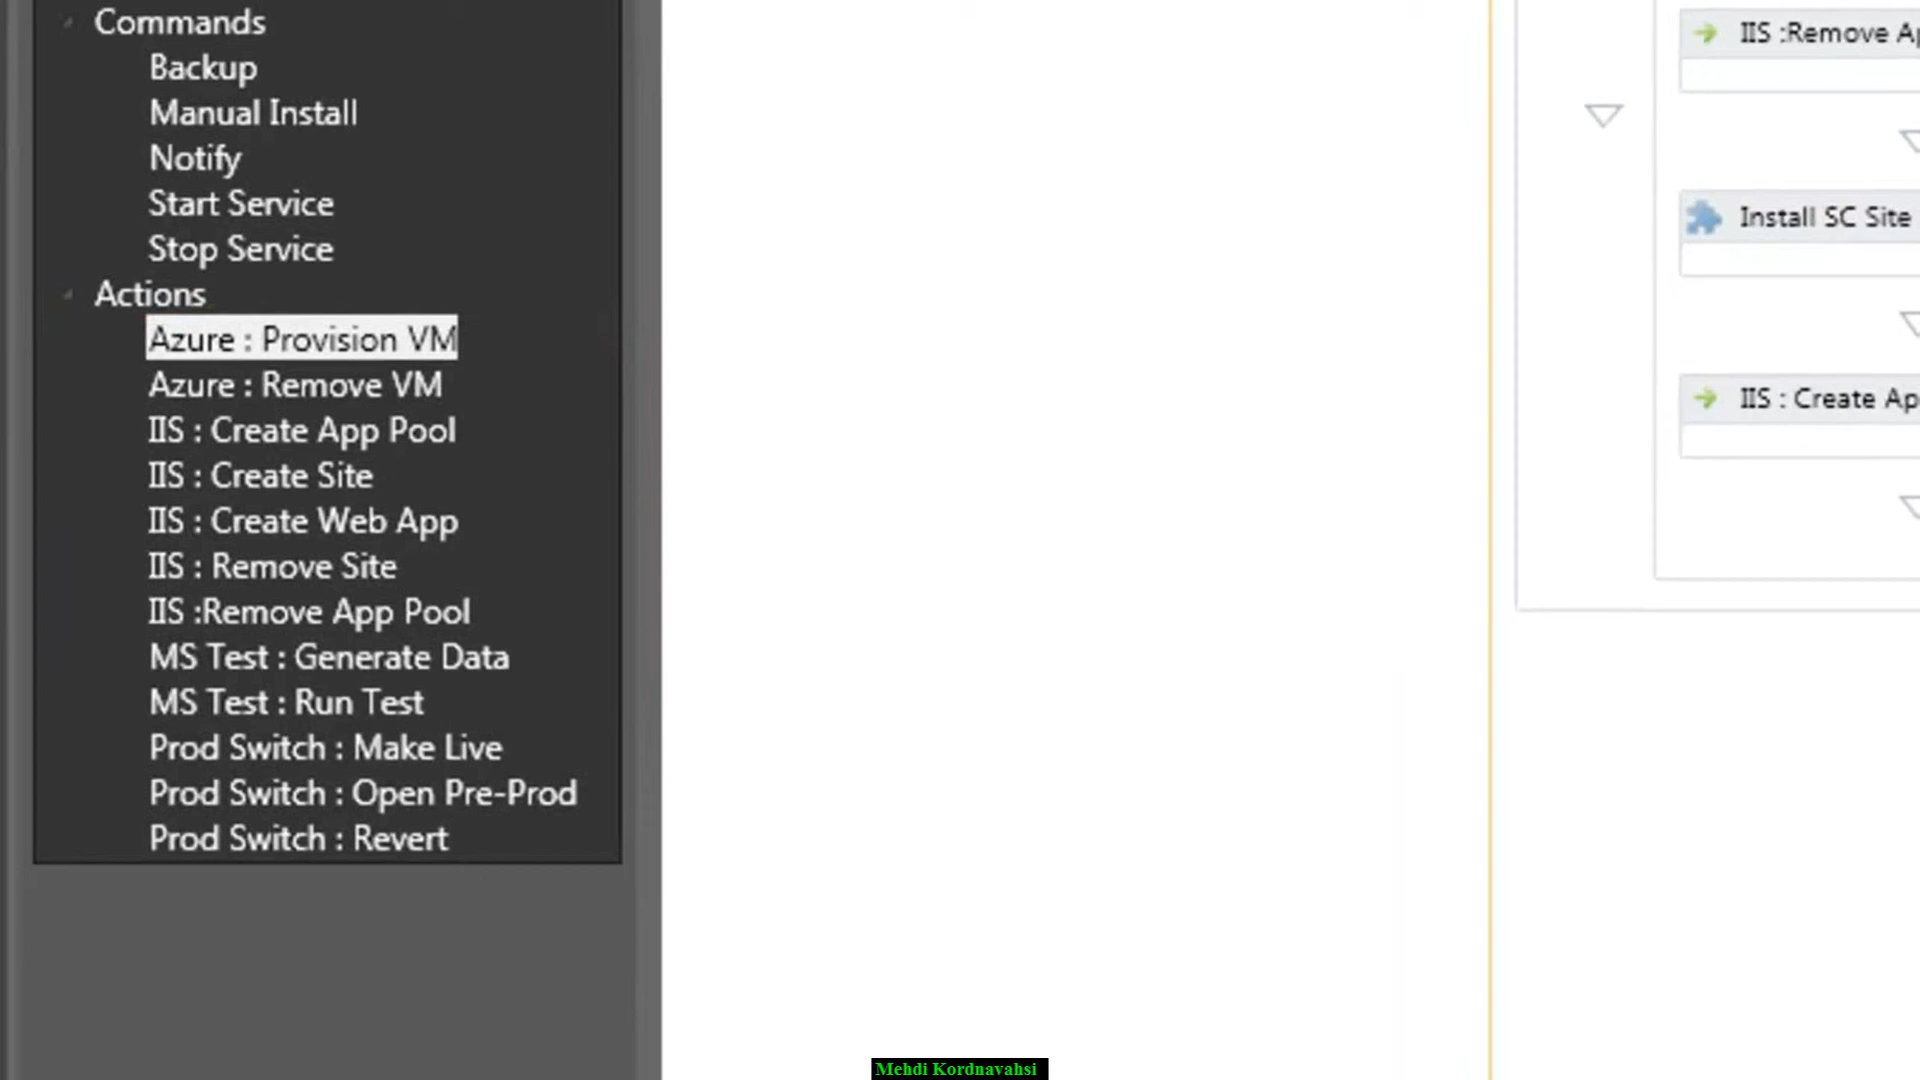 Commands
Backup
Manual Install
Notify
Start Service
Stop Service
Actions
Azure : Provision VM
Azure : Remove VM
IIS : Create App Pool
IIS : Create Site
IIS : Create Web App
IIS : Remove Site
IIS :Remove App Pool
MS Test : Generate Data
MS Test : Run Test
Prod Switch : Make Live
Prod Switch : Open Pre-Prod
Prod Switch : Revert
IIS :Remove Ap
Install SC Site
IIS : Create Ap
Mehdi Kordnavahsi